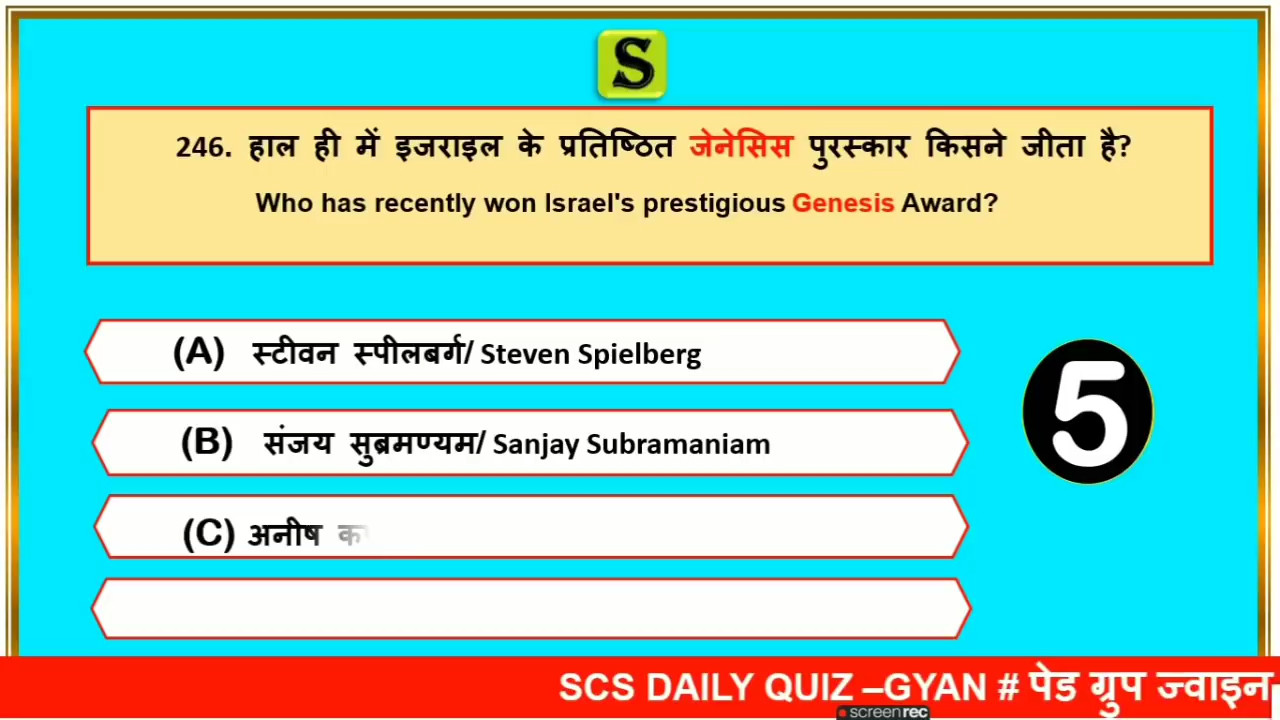 S
246. हाल ही में इजराइल के प्रतिष्ठित जेनेसिस पुरस्कार किसने जीता है?
Who has recently won Israel's prestigious Genesis Award?
(A) स्टीवन स्पीलबर्ग/ Steven Spielberg
5
(B) संजय सुब्रमण्यम/ Sanjay Subramaniam
(C) अनीष
SCS DAILY QUIZ –GYAN # पेड ग्रुप ज्वाइन
screenrec